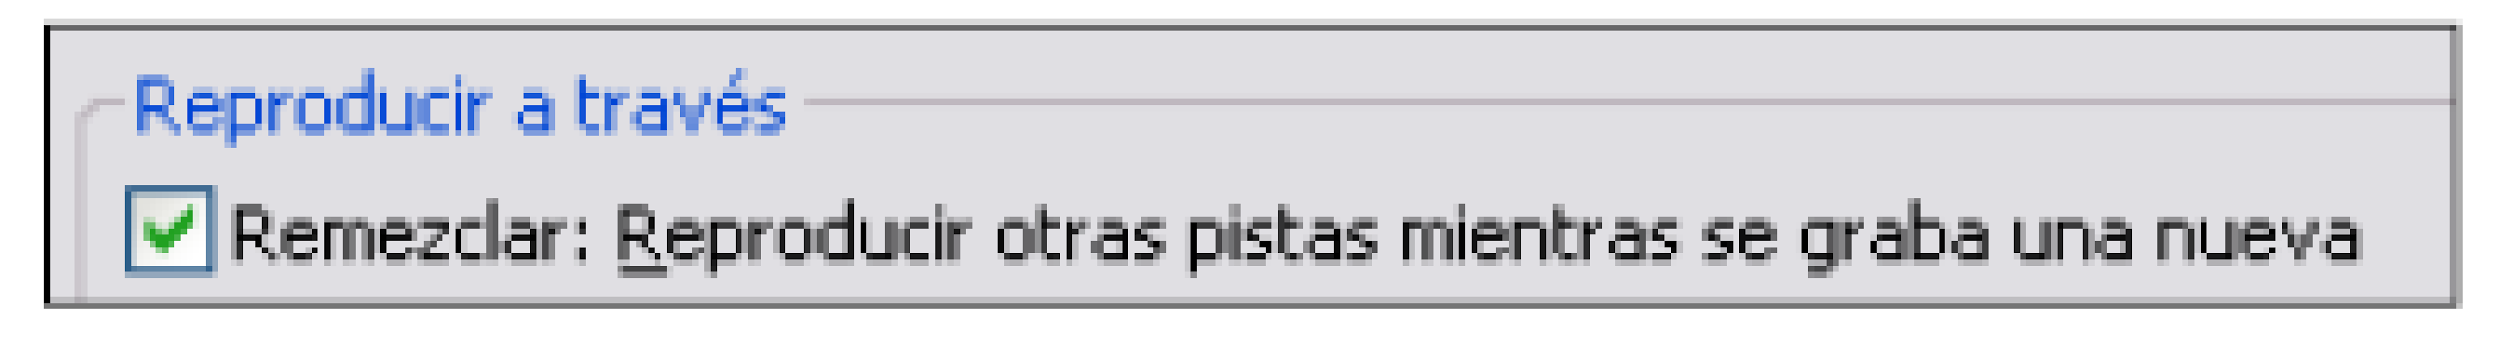 Reproducir a través
Remezclar: Reproducir otras pistas mientras se graba una nueva